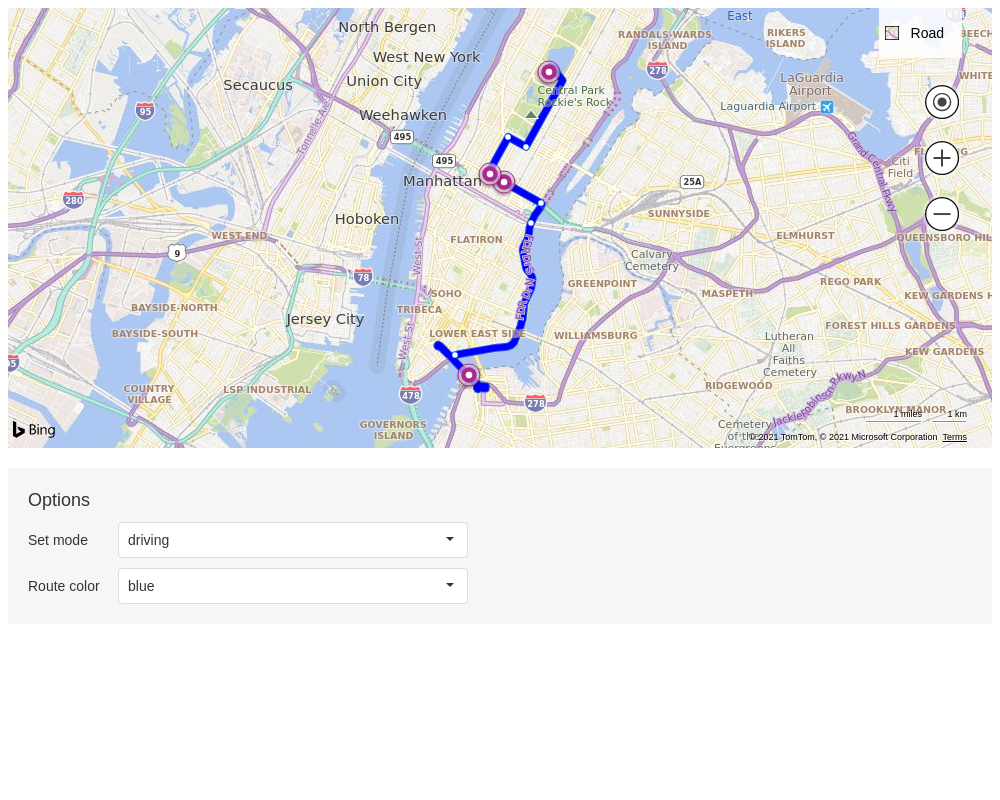 North Bergen
East
RANDALS-WARDS
ISLAND
RIKERS
ISLAND
Road
West New York
Union City
Secaucus
278
LaGuardia
Airport
WHITE
95
Central Park
Rockie's Rock
Laguardia Airport
Weehawken
Tonnelle Ave
495
495
Grand Central Pkwy
Citi
Field
Manhattan
25A
280
Hoboken
SUNNYSIDE
WEST END
FLATIRON
ELMHURST
QUEENSBORO HIL
9
West St
FDR Dr S
Calvary
Cemetery
78
GREENPOINT
REGO PARK
SOHO
MASPETH
KEW GARDENS H
BAYSIDE-NORTH
TRIBECA
Jersey City
FOREST HILLS GARDENS
BAYSIDE-SOUTH
West St
LOWER EAST SIDE
WILLIAMSBURG
Lutheran
All
Faiths
Cemetery
KEW GARDENS
COUNTRY
VILLAGE
LSP INDUSTRIAL
478
278
RIDGEWOOD
Jackie Robinson Pkwy N
BROOKLYN MANOR
1 miles
1 km
GOVERNORS
ISLAND
Cemetery
of the
Evergreens
Bing
© 2021 TomTom, © 2021 Microsoft Corporation Terms
Options
Set mode
driving
Route color
blue